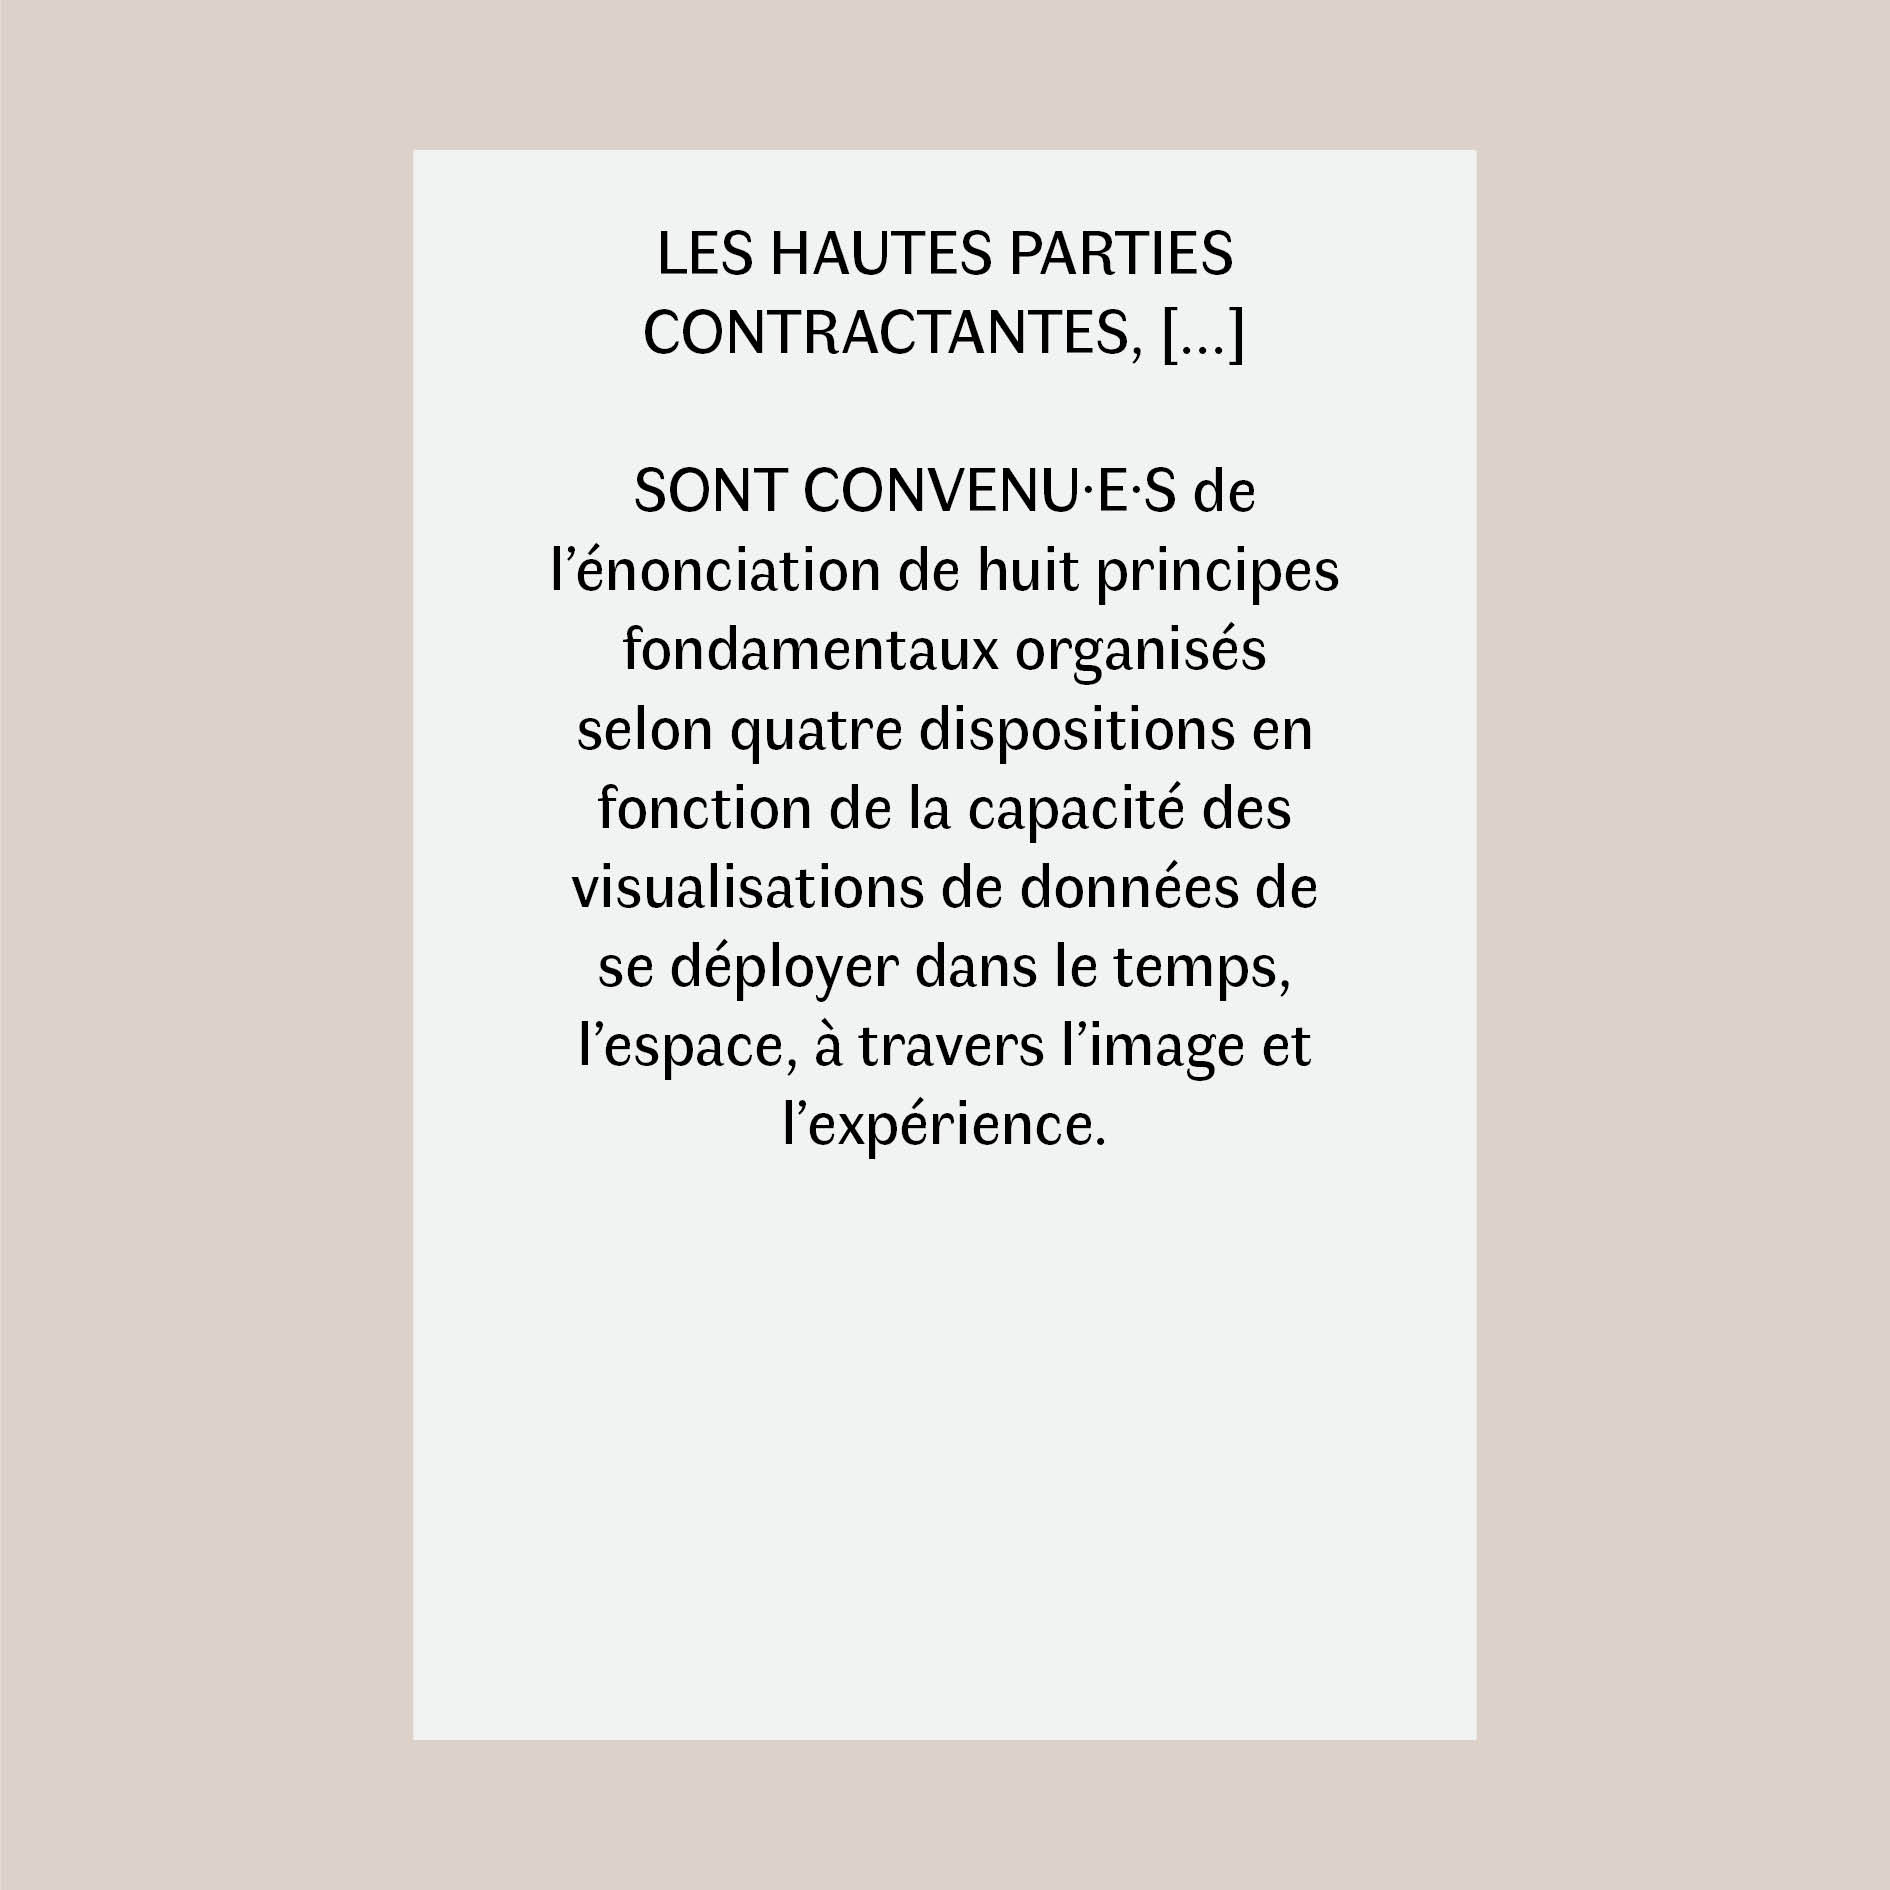 LES HAUTES PARTIES
CONTRACTANTES, [...]
SONT CONVENU·E·S de
l’énonciation de huit principes
fondamentaux organisés
selon quatre dispositions en
fonction de la capacité des
visualisations de données de
se déployer dans le temps,
l’espace, à travers l’image et
l’expérience.